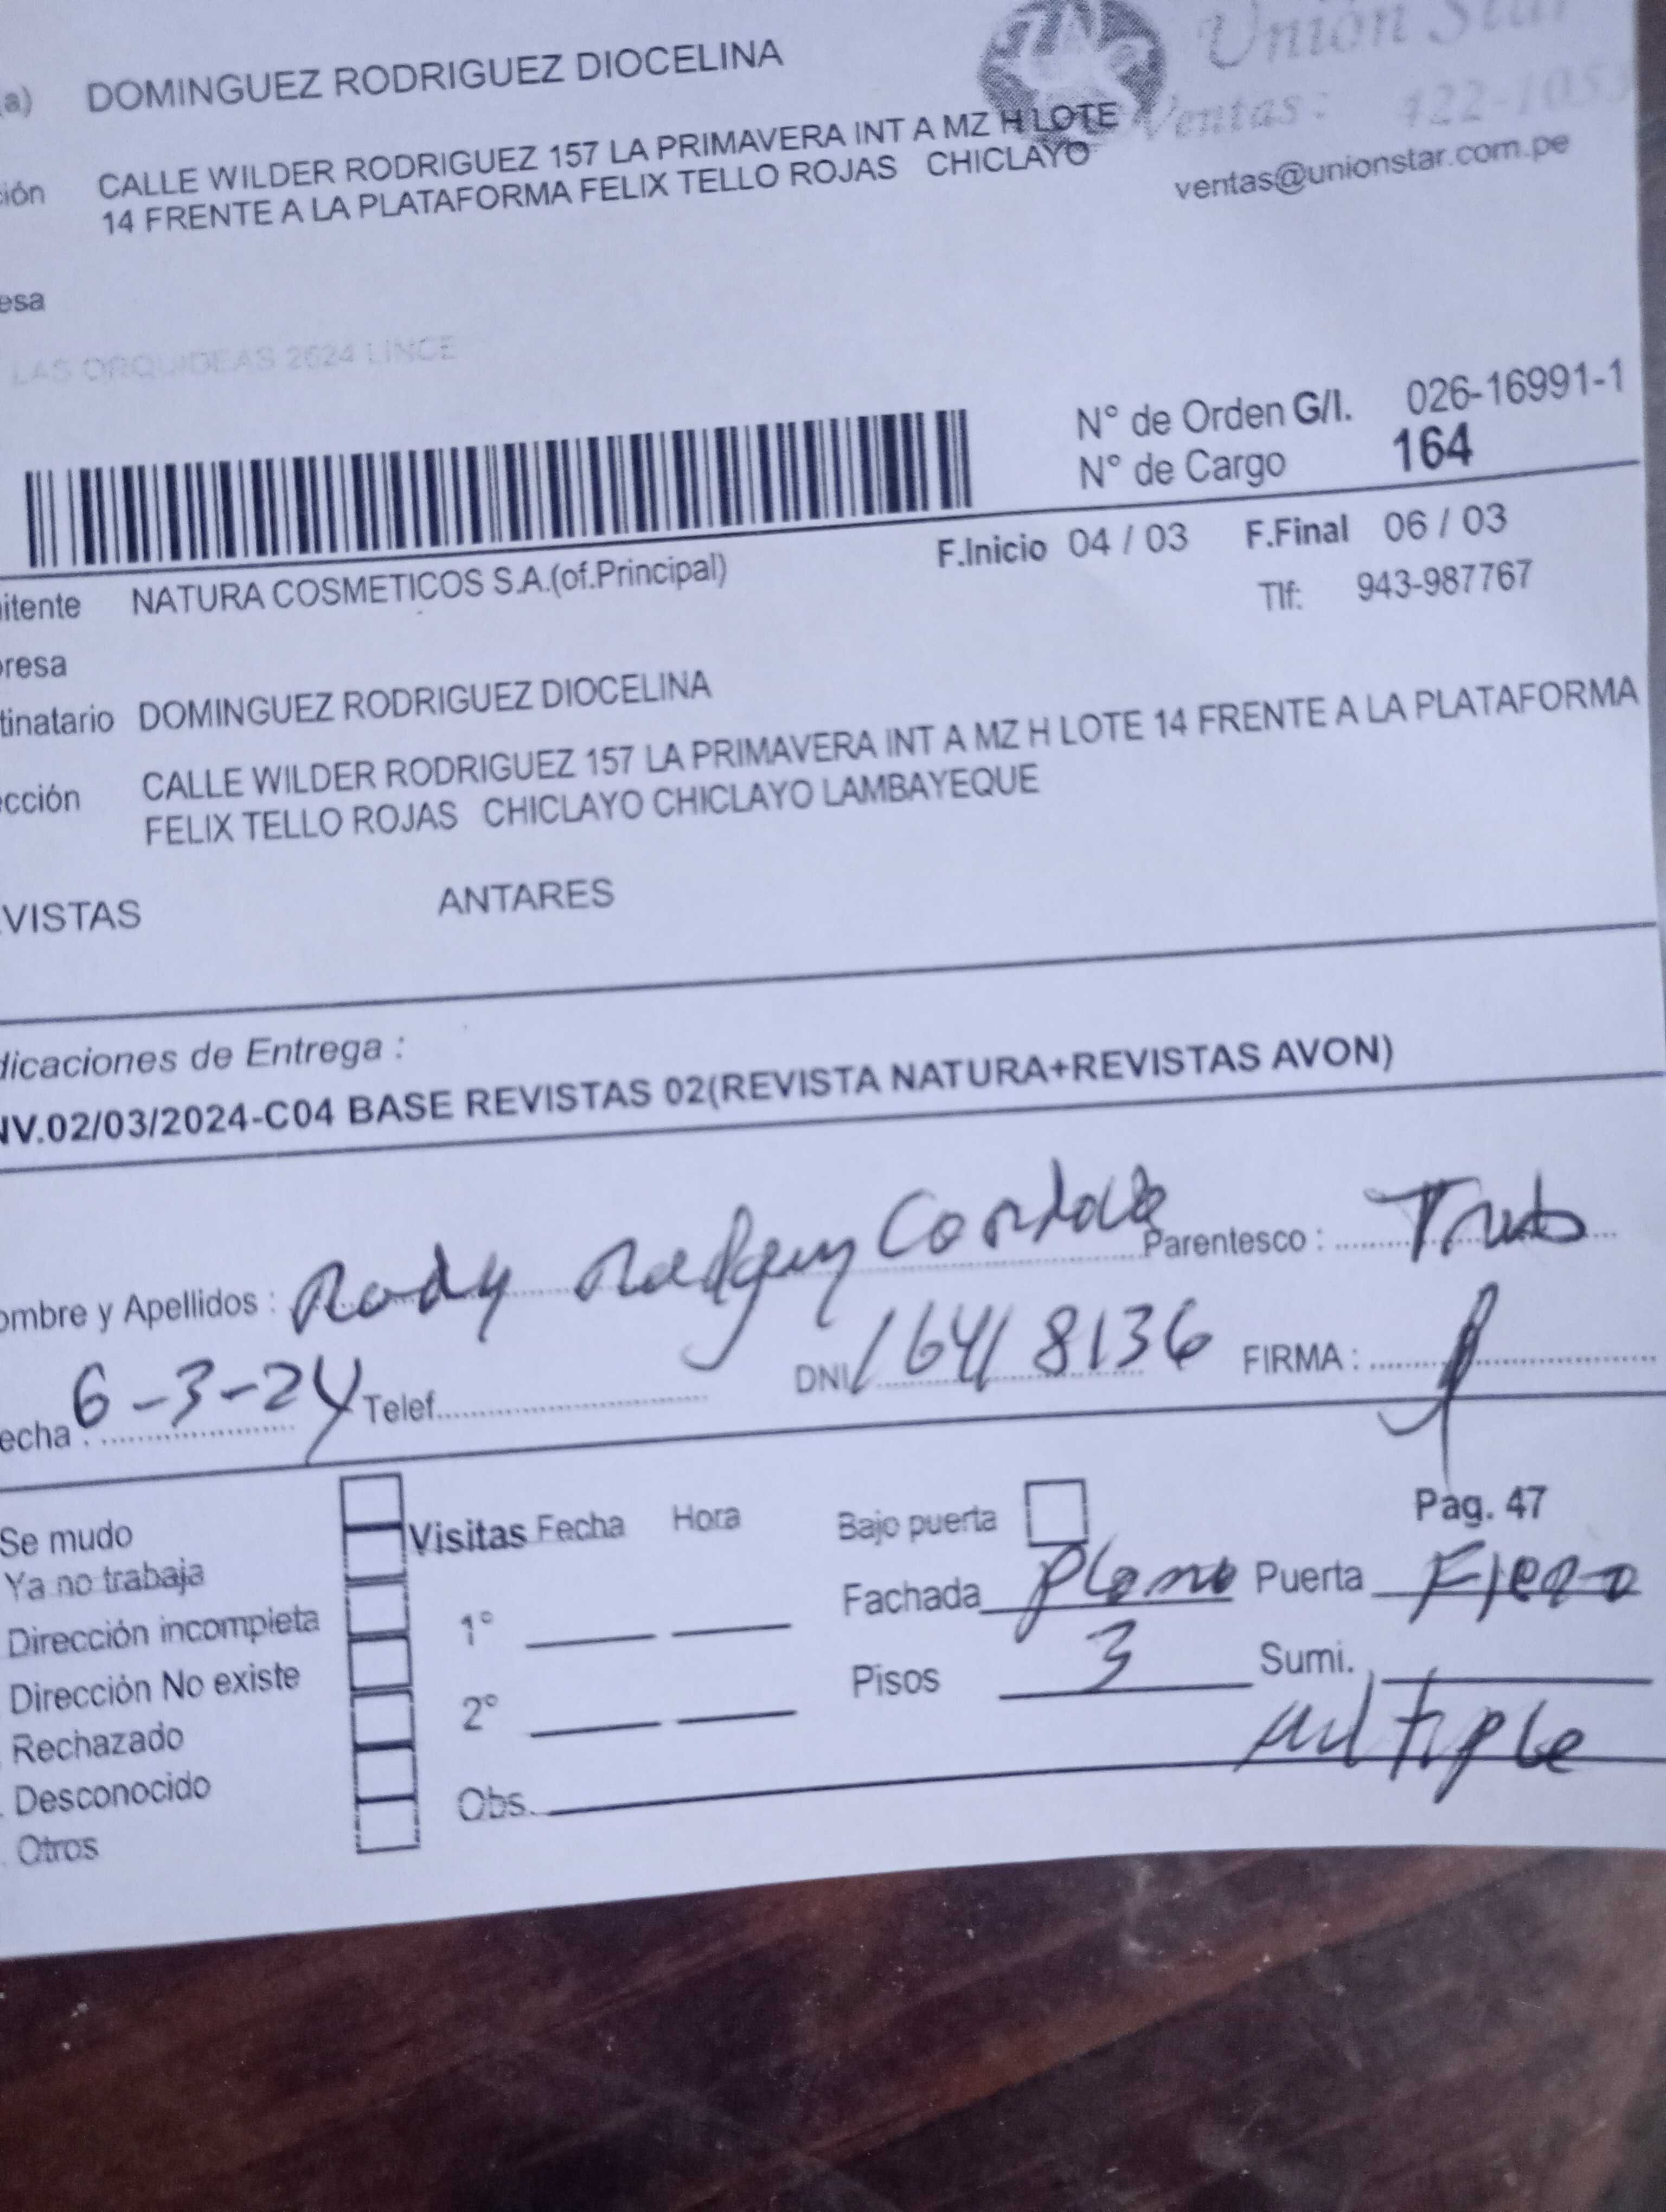 a) DOMINGUEZ RODRIGUEZ DIOCELINA
Unión Star
Ventas: 422-1053
ventas@unionstar.com.pe
ión CALLE WILDER RODRIGUEZ 157 LA PRIMAVERA INT A MZ H LOTE
14 FRENTE A LA PLATAFORMA FELIX TELLO ROJAS CHICLAYO
esa
LAS ORQUIDEAS 2624 LINCE
N° de Orden G/I. 026-16991-1
N° de Cargo 164
F.Inicio 04 / 03 F.Final 06 / 03
itente NATURA COSMETICOS S.A.(of.Principal)
Tlf: 943-987767
resa
tinatario DOMINGUEZ RODRIGUEZ DIOCELINA
cción CALLE WILDER RODRIGUEZ 157 LA PRIMAVERA INT A MZ H LOTE 14 FRENTE A LA PLATAFORMA
FELIX TELLO ROJAS CHICLAYO CHICLAYO LAMBAYEQUE
VISTAS ANTARES
dicaciones de Entrega :
NV.02/03/2024-C04 BASE REVISTAS 02(REVISTA NATURA+REVISTAS AVON)
ombre y Apellidos : Rody Parentesco :
echa : 6-3-24 Telef. DNI 16418136 FIRMA :
Pag. 47
Se mudo
Ya no trabaja
Dirección incompleta
Dirección No existe
Rechazado
Desconocido
Otros
Visitas Fecha Hora
1°
2°
Obs.
Bajo puerta
Fachada Puerta Fierro
Pisos 3 Sumi.
multiple